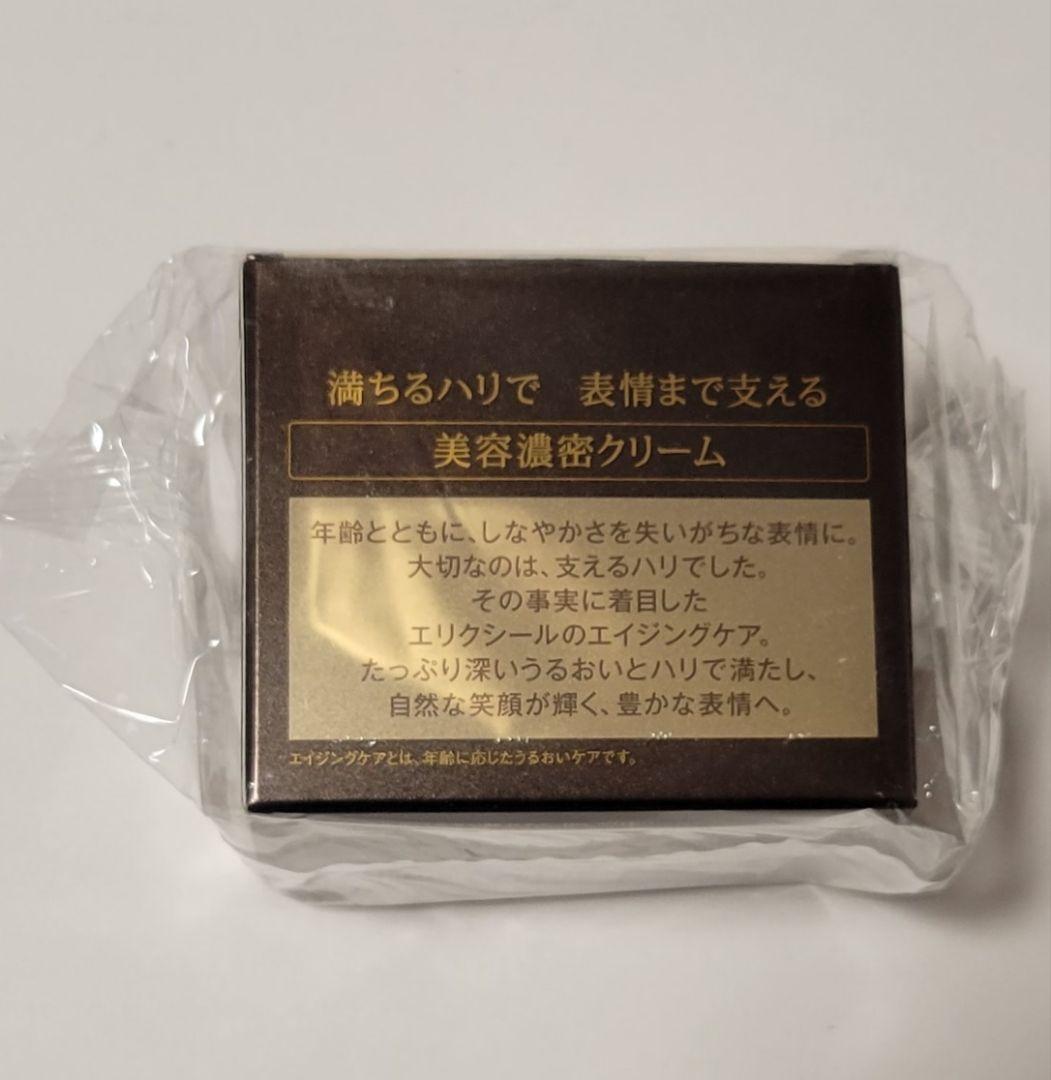 満ちるハリで　表情まで支える
美容濃密クリーム
年齢とともに、しなやかさを失いがちな表情に。
大切なのは、支えるハリでした。
その事実に着目した
エリクシールのエイジングケア。
たっぷり深いうるおいとハリで満たし、
自然な笑顔が輝く、豊かな表情へ。
エイジングケアとは、年齢に応じたうるおいケアです。